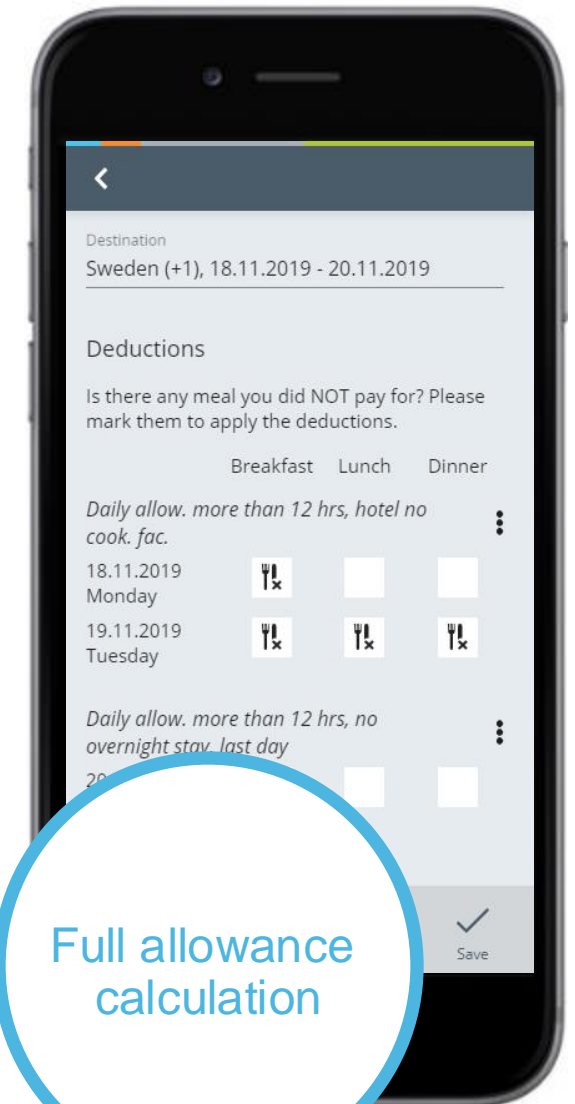 Destination
Sweden (+1), 18.11.2019 - 20.11.2019
Deductions
Is there any meal you did NOT pay for? Please
mark them to apply the deductions.
Breakfast Lunch Dinner
Daily allow. more than 12 hrs, hotel no
cook. fac.
18.11.2019
Monday
19.11.2019
Tuesday
Daily allow. more than 12 hrs, no
overnight stay, last day
Full allowance
calculation
Save